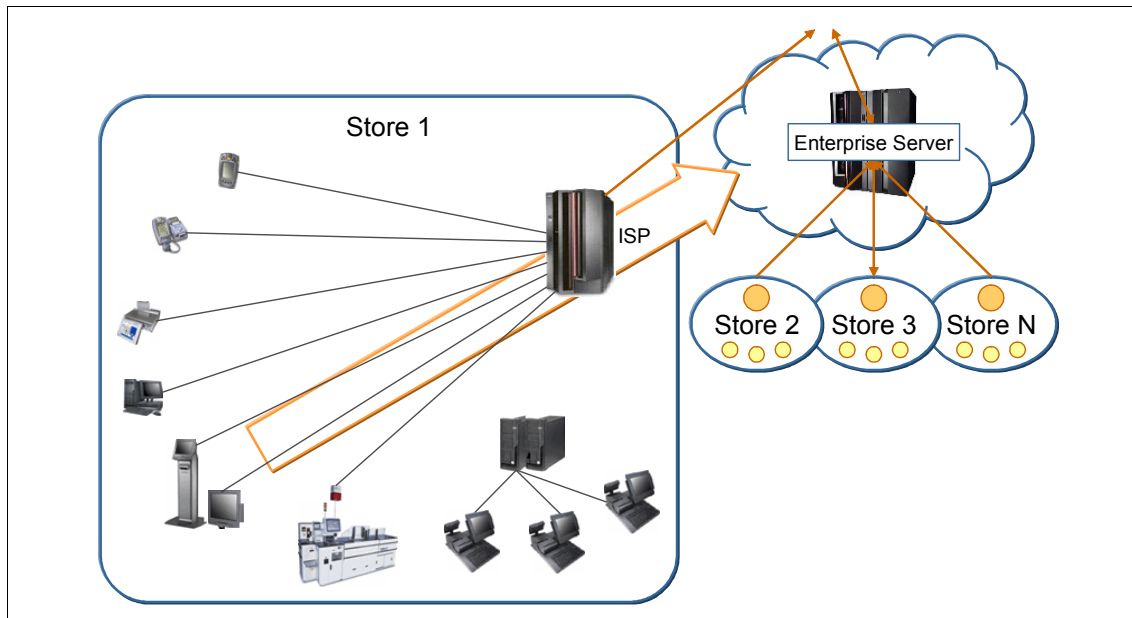 Store 1
ISP
Enterprise Server
Store 2
Store 3
Store N